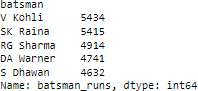 batsman
V Kohli 5434
SK Raina 5415
RG Sharma 4914
DA Warner 4741
S Dhawan 4632
Name: batsman_runs, dtype: int64